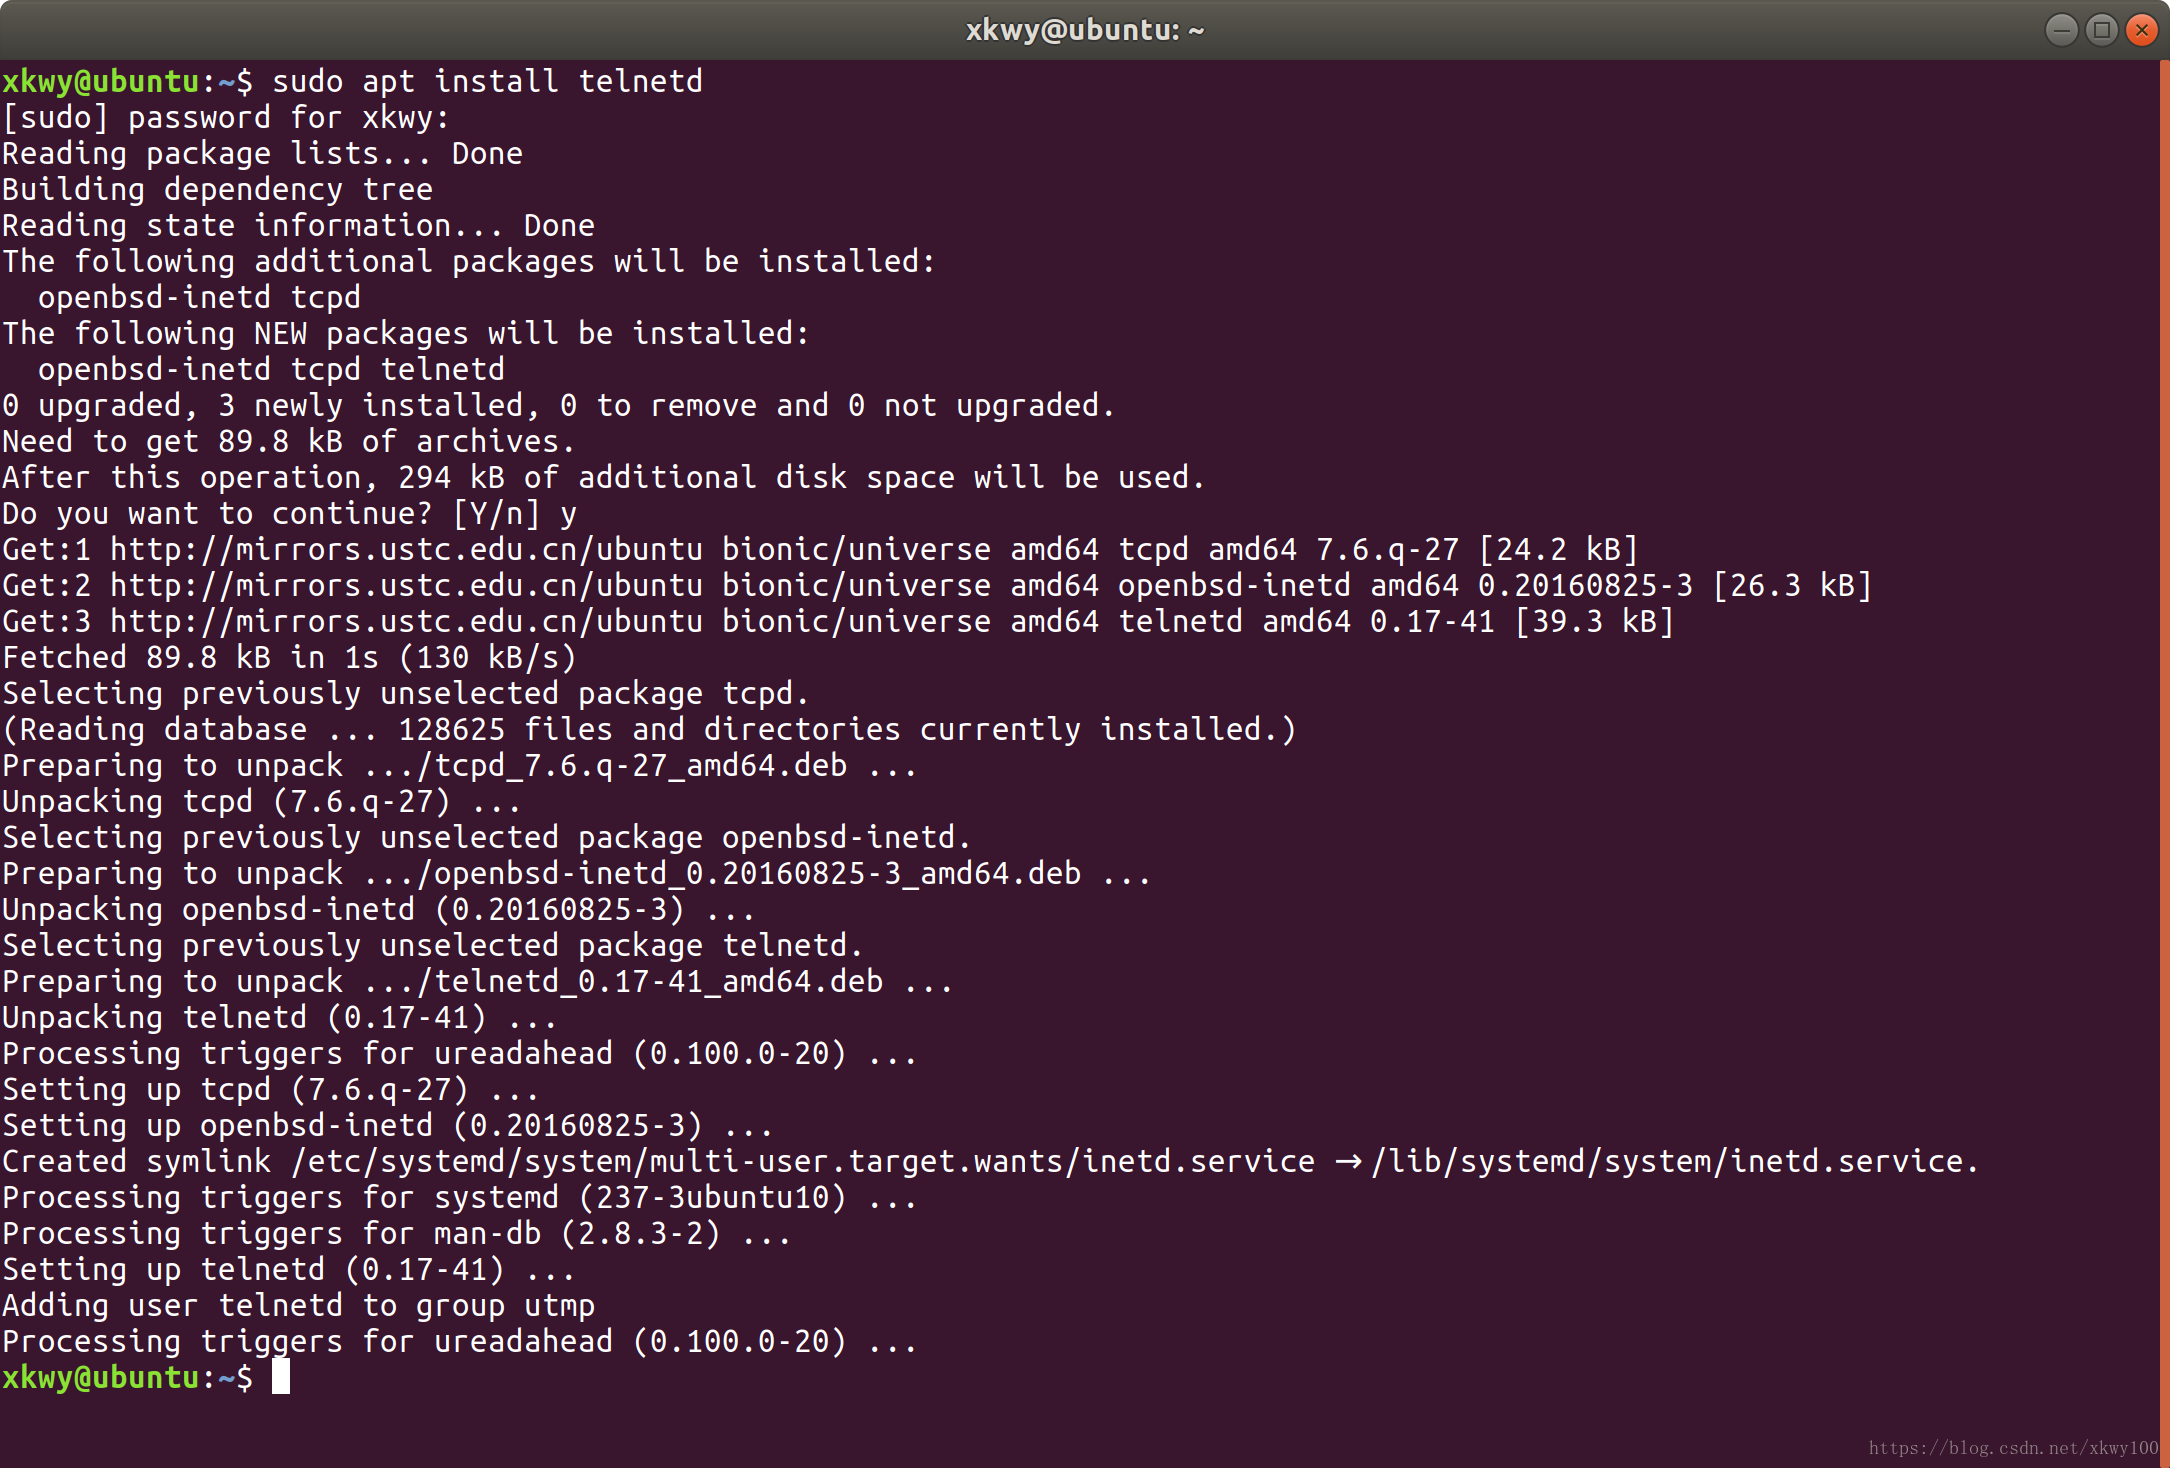 xkwy@ubuntu: ~
xkwy@ubuntu:~$ sudo apt install telnetd
[sudo] password for xkwy:
Reading package lists... Done
Building dependency tree
Reading state information... Done
The following additional packages will be installed:
  openbsd-inetd tcpd
The following NEW packages will be installed:
  openbsd-inetd tcpd telnetd
0 upgraded, 3 newly installed, 0 to remove and 0 not upgraded.
Need to get 89.8 kB of archives.
After this operation, 294 kB of additional disk space will be used.
Do you want to continue? [Y/n] y
Get:1 http://mirrors.ustc.edu.cn/ubuntu bionic/universe amd64 tcpd amd64 7.6.q-27 [24.2 kB]
Get:2 http://mirrors.ustc.edu.cn/ubuntu bionic/universe amd64 openbsd-inetd amd64 0.20160825-3 [26.3 kB]
Get:3 http://mirrors.ustc.edu.cn/ubuntu bionic/universe amd64 telnetd amd64 0.17-41 [39.3 kB]
Fetched 89.8 kB in 1s (130 kB/s)
Selecting previously unselected package tcpd.
(Reading database ... 128625 files and directories currently installed.)
Preparing to unpack .../tcpd_7.6.q-27_amd64.deb ...
Unpacking tcpd (7.6.q-27) ...
Selecting previously unselected package openbsd-inetd.
Preparing to unpack .../openbsd-inetd_0.20160825-3_amd64.deb ...
Unpacking openbsd-inetd (0.20160825-3) ...
Selecting previously unselected package telnetd.
Preparing to unpack .../telnetd_0.17-41_amd64.deb ...
Unpacking telnetd (0.17-41) ...
Processing triggers for ureadahead (0.100.0-20) ...
Setting up tcpd (7.6.q-27) ...
Setting up openbsd-inetd (0.20160825-3) ...
Created symlink /etc/systemd/system/multi-user.target.wants/inetd.service → /lib/systemd/system/inetd.service.
Processing triggers for systemd (237-3ubuntu10) ...
Processing triggers for man-db (2.8.3-2) ...
Setting up telnetd (0.17-41) ...
Adding user telnetd to group utmp
Processing triggers for ureadahead (0.100.0-20) ...
xkwy@ubuntu:~$
https://blog.csdn.net/xkwy100